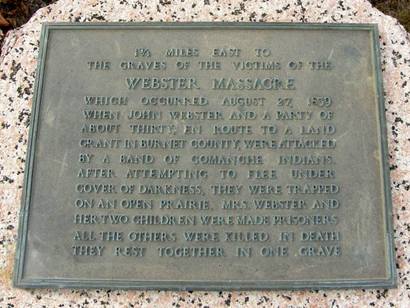 1¾ MILES EAST TO
THE GRAVES OF THE VICTIMS OF THE
WEBSTER MASSACRE
WHICH OCCURRED AUGUST 27, 1839
WHEN JOHN WEBSTER AND A PARTY OF
ABOUT THIRTY, EN ROUTE TO A LAND
GRANT IN BURNET COUNTY, WERE ATTACKED
BY A BAND OF COMANCHE INDIANS.
AFTER ATTEMPTING TO FLEE UNDER
COVER OF DARKNESS, THEY WERE TRAPPED
ON AN OPEN PRAIRIE. MRS. WEBSTER AND
HER TWO CHILDREN WERE MADE PRISONERS
ALL THE OTHERS WERE KILLED. IN DEATH
THEY REST TOGETHER IN ONE GRAVE